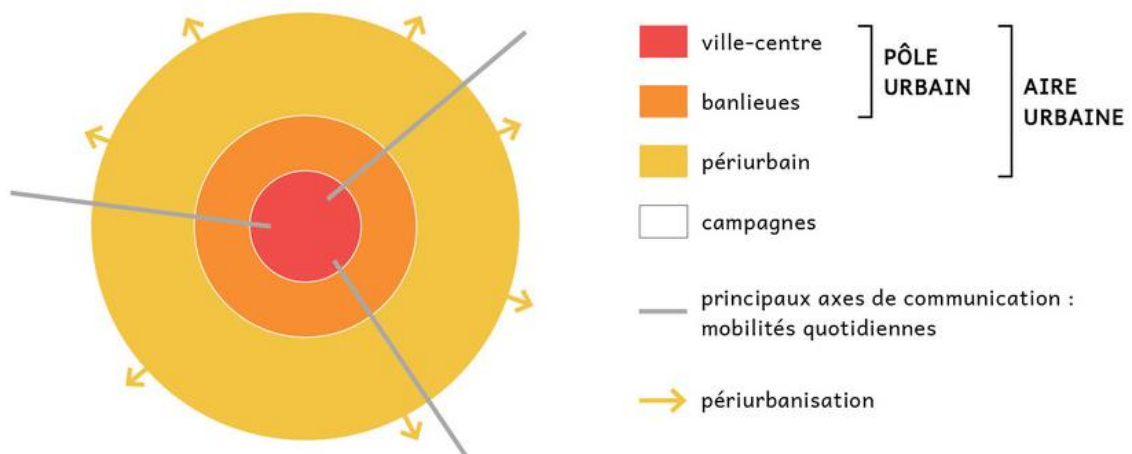 ville-centre
PÔLE
URBAIN
banlieues
AIRE
URBAINE
périurbain
campagnes
principaux axes de communication :
mobilités quotidiennes
périurbanisation